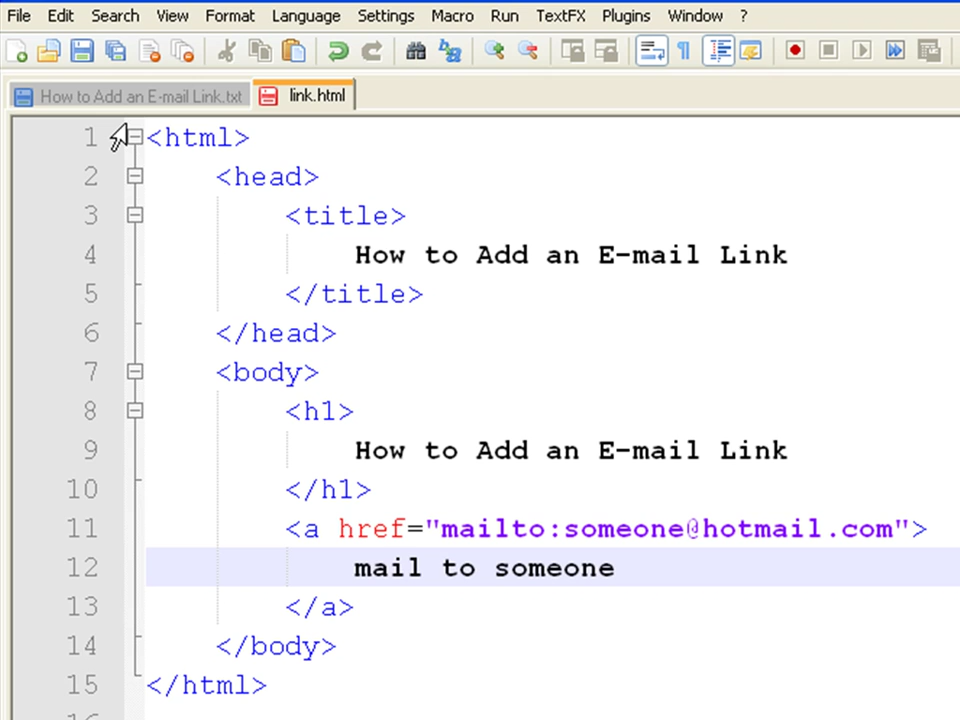 File Edit Search View Format Language Settings Macro Run TextFX Plugins Window ?
How to Add an E-mail Link.txt link.html
1 <html>
2 <head>
3 <title>
4 How to Add an E-mail Link
5 </title>
6 </head>
7 <body>
8 <h1>
9 How to Add an E-mail Link
10 </h1>
11 <a href="mailto:someone@hotmail.com">
12 mail to someone
13 </a>
14 </body>
15 </html>
16